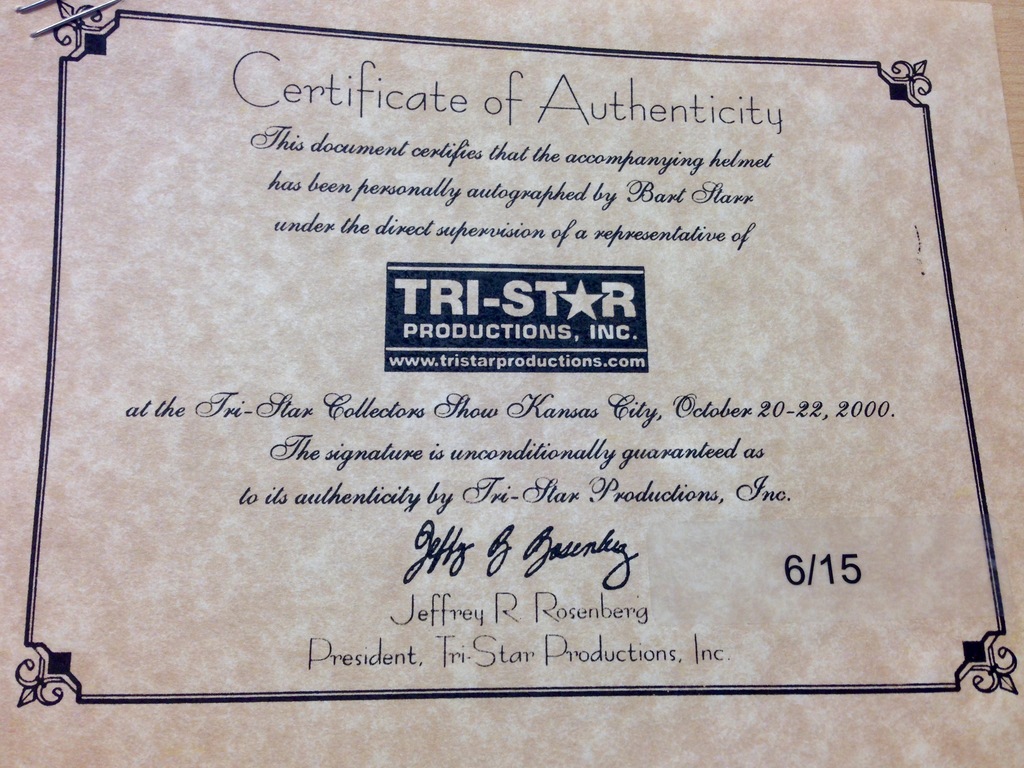 Certificate of Authenticity
This document certifies that the accompanying helmet
has been personally autographed by Bart Starr
under the direct supervision of a representative of
TRI-ST★R
PRODUCTIONS, INC.
www.tristarproductions.com
at the Tri-Star Collectors Show Kansas City, October 20-22, 2000.
The signature is unconditionally guaranteed as
to its authenticity by Tri-Star Productions, Inc.
Jeffrey R Rosenberg
6/15
Jeffrey R. Rosenberg
President, Tri-Star Productions, Inc.